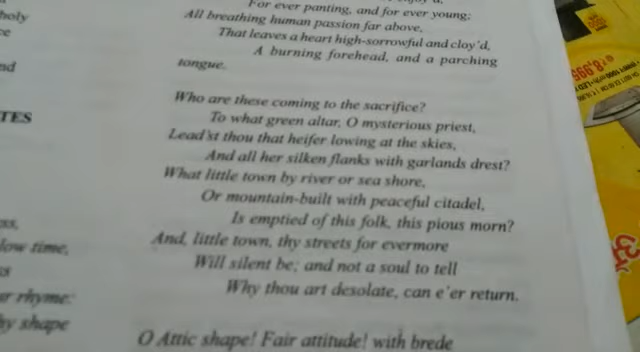 For ever panting, and for ever young;
All breathing human passion far above,
That leaves a heart high-sorrowful and cloy'd,
A burning forehead, and a parching
tongue.
Who are these coming to the sacrifice?
To what green altar, O mysterious priest,
Lead'st thou that heifer lowing at the skies,
And all her silken flanks with garlands drest?
What little town by river or sea shore,
Or mountain-built with peaceful citadel,
Is emptied of this folk, this pious morn?
And, little town, thy streets for evermore
Will silent be; and not a soul to tell
Why thou art desolate, can e'er return.
O Attic shape! Fair attitude! with brede
holy
TES
low time,
rhyme:
shape